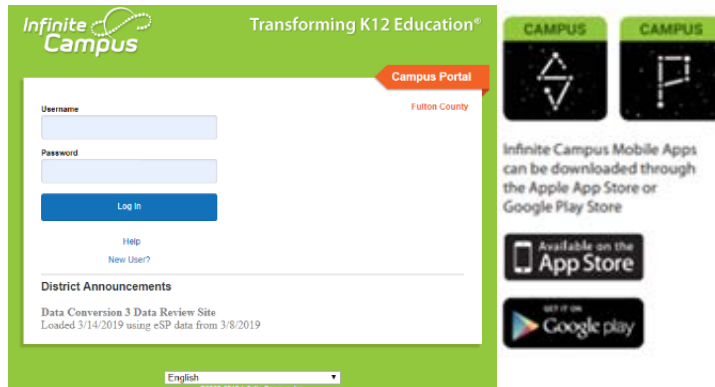 Infinite
Campus
Transforming K12 Education®
Campus Portal
Fulton County
Username
Password
Log In
Help
New User?
District Announcements
Data Conversion 3 Data Review Site
Loaded 3/14/2019 using eSP data from 3/8/2019
English
CAMPUS
CAMPUS
Infinite Campus Mobile Apps
can be downloaded through
the Apple App Store or
Google Play Store
Available on the
App Store
GET IT ON
Google play